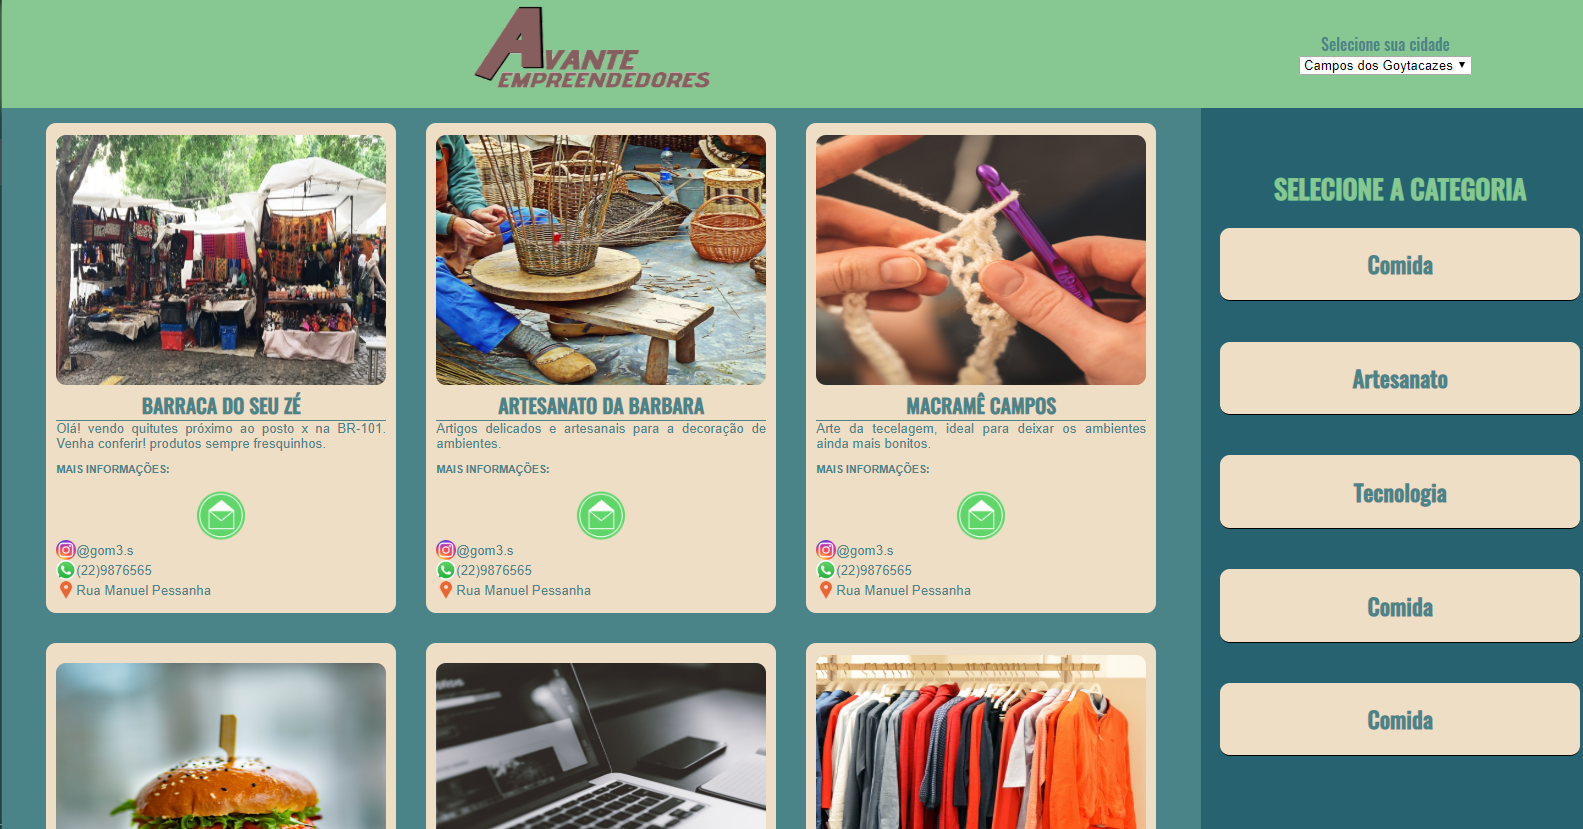 AVANTE
EMPREENDEDORES
Selecione sua cidade
Campos dos Goytacazes
BARRACA DO SEU ZÉ
Olá! vendo quitutes próximo ao posto x na BR-101.
Venha conferir! produtos sempre fresquinhos.
MAIS INFORMAÇÕES:
@gom3.s
(22)9876565
Rua Manuel Pessanha
ARTESANATO DA BARBARA
Artigos delicados e artesanais para a decoração de
ambientes.
MAIS INFORMAÇÕES:
@gom3.s
(22)9876565
Rua Manuel Pessanha
MACRAMÊ CAMPOS
Arte da tecelagem, ideal para deixar os ambientes
ainda mais bonitos.
MAIS INFORMAÇÕES:
@gom3.s
(22)9876565
Rua Manuel Pessanha
SELECIONE A CATEGORIA
Comida
Artesanato
Tecnologia
Comida
Comida